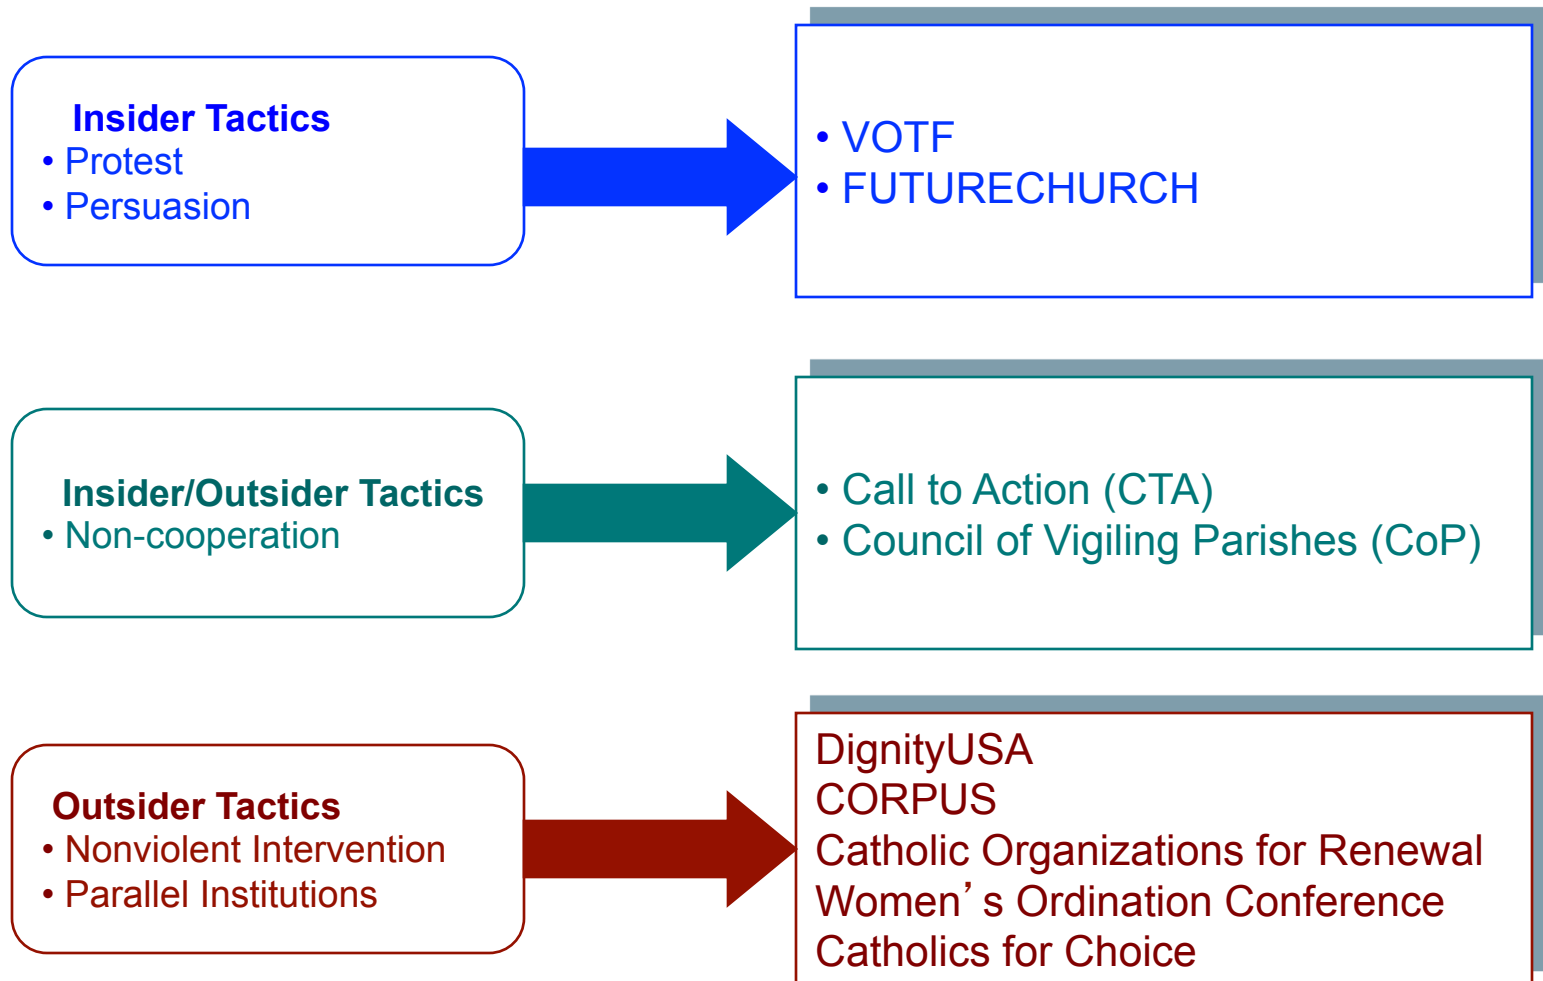 Insider Tactics
• Protest
• Persuasion
• VOTF
• FUTURECHURCH
Insider/Outsider Tactics
• Non-cooperation
• Call to Action (CTA)
• Council of Vigiling Parishes (CoP)
Outsider Tactics
• Nonviolent Intervention
• Parallel Institutions
DignityUSA
CORPUS
Catholic Organizations for Renewal
Women’s Ordination Conference
Catholics for Choice